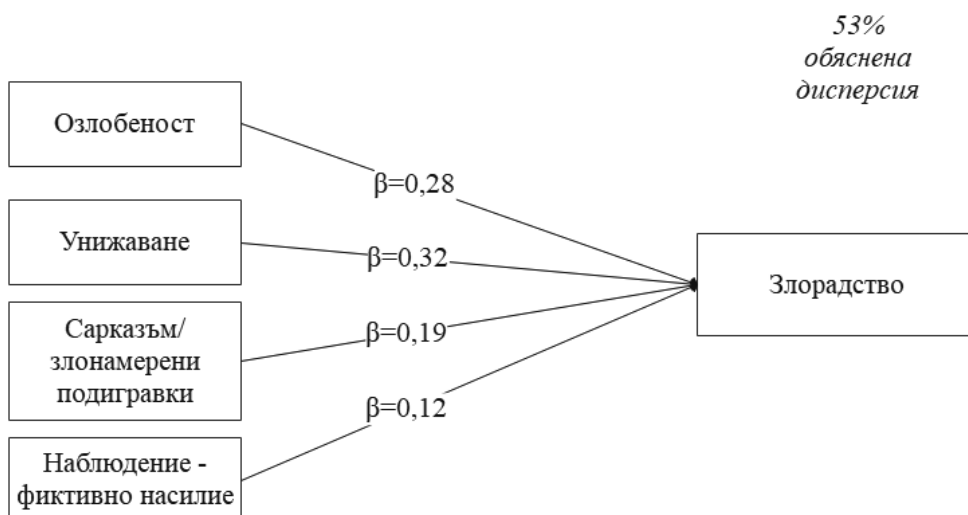 53%
обяснена
дисперсия
Озлобеност
β=0,28
Унижаване
β=0,32
Злорадство
Сарказъм/
злонамерени
подигравки
β=0,19
β=0,12
Наблюдение -
фиктивно насилие